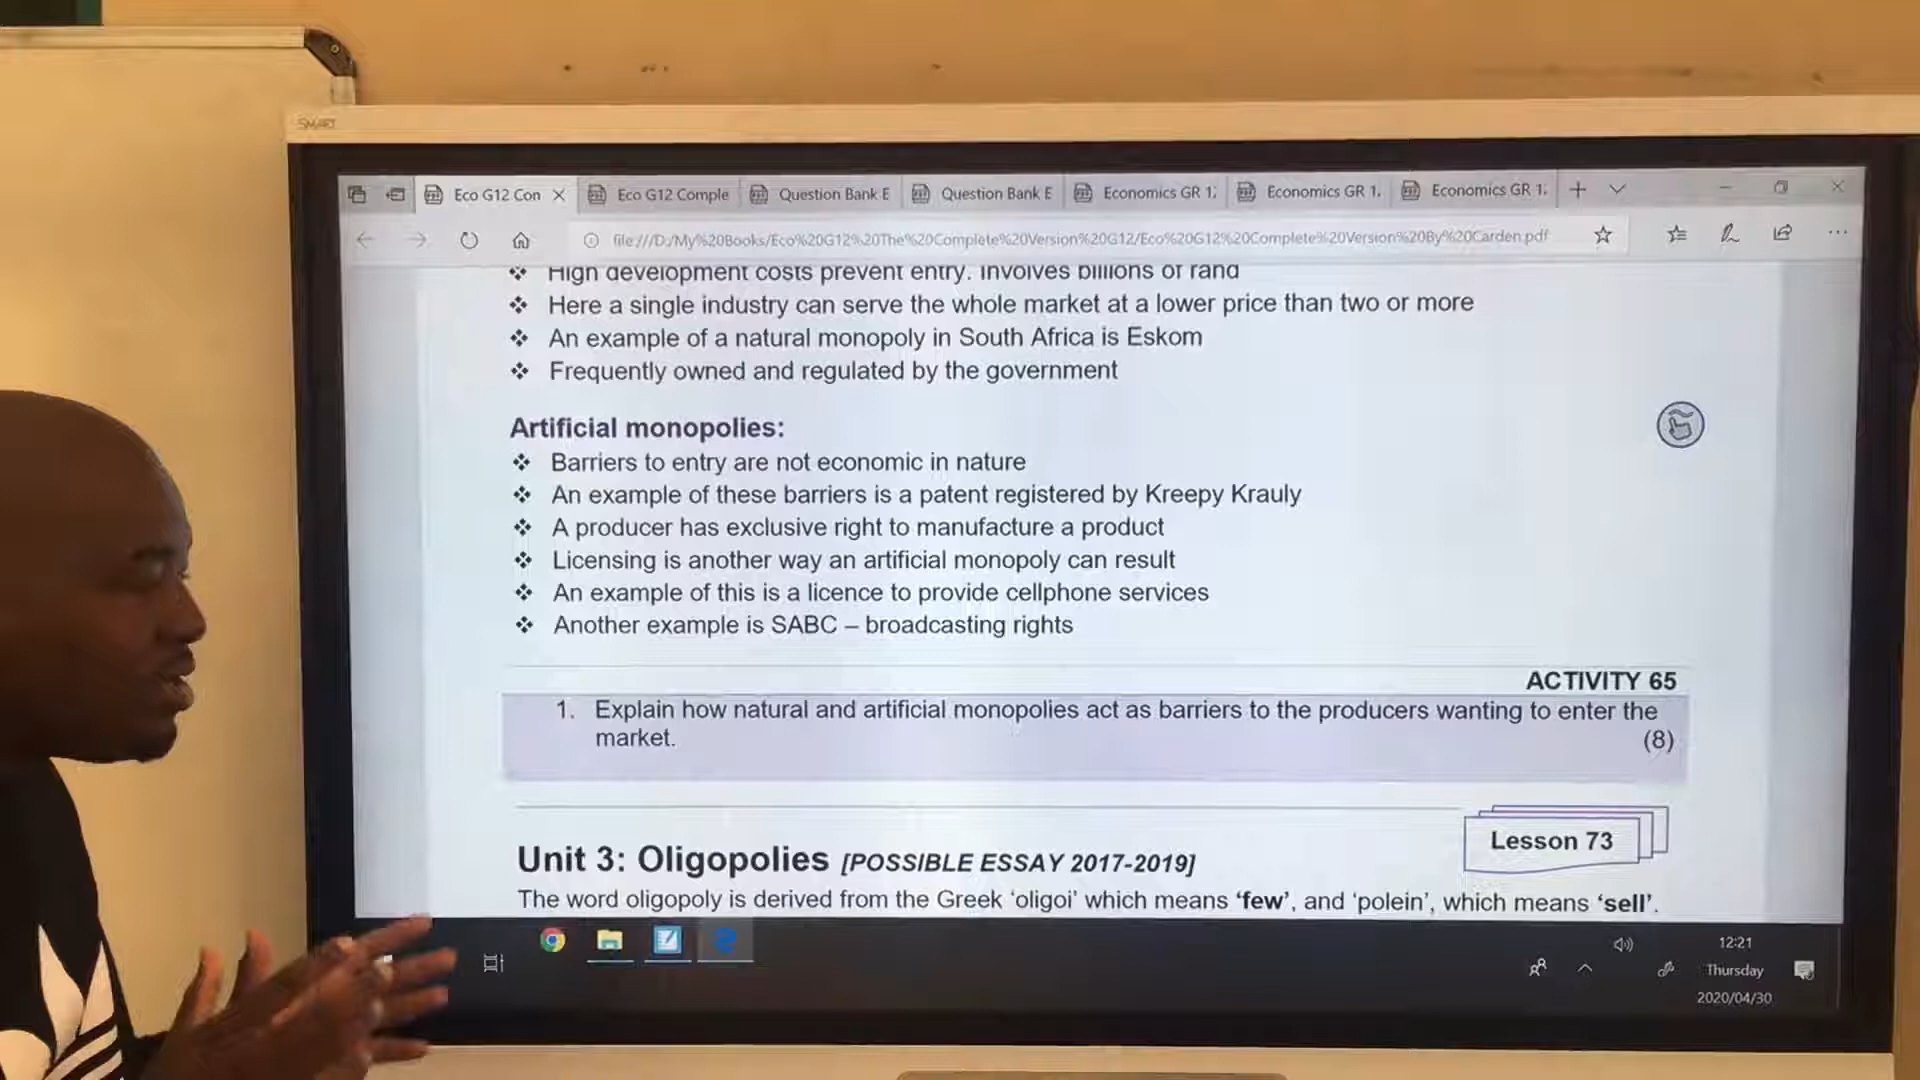 SMART
Eco G12 Con
Eco G12 Comple
Question Bank E
Question Bank E
Economics GR 1
Economics GR 1.
Economics GR 1.
file:///D:/My%20Books/Eco%20G12%20The%20Complete%20Version%20G12/Eco%20G12%20Complete%20Version%20By%20Carden.pdf
High development costs prevent entry. Involves billions of rand
Here a single industry can serve the whole market at a lower price than two or more
An example of a natural monopoly in South Africa is Eskom
Frequently owned and regulated by the government
Artificial monopolies:
Barriers to entry are not economic in nature
An example of these barriers is a patent registered by Kreepy Krauly
A producer has exclusive right to manufacture a product
Licensing is another way an artificial monopoly can result
An example of this is a licence to provide cellphone services
Another example is SABC – broadcasting rights
ACTIVITY 65
1. Explain how natural and artificial monopolies act as barriers to the producers wanting to enter the
market. (8)
Lesson 73
Unit 3: Oligopolies [POSSIBLE ESSAY 2017-2019]
The word oligopoly is derived from the Greek ‘oligoi’ which means ‘few’, and ‘polein’, which means ‘sell’.
12:21
Thursday
2020/04/30